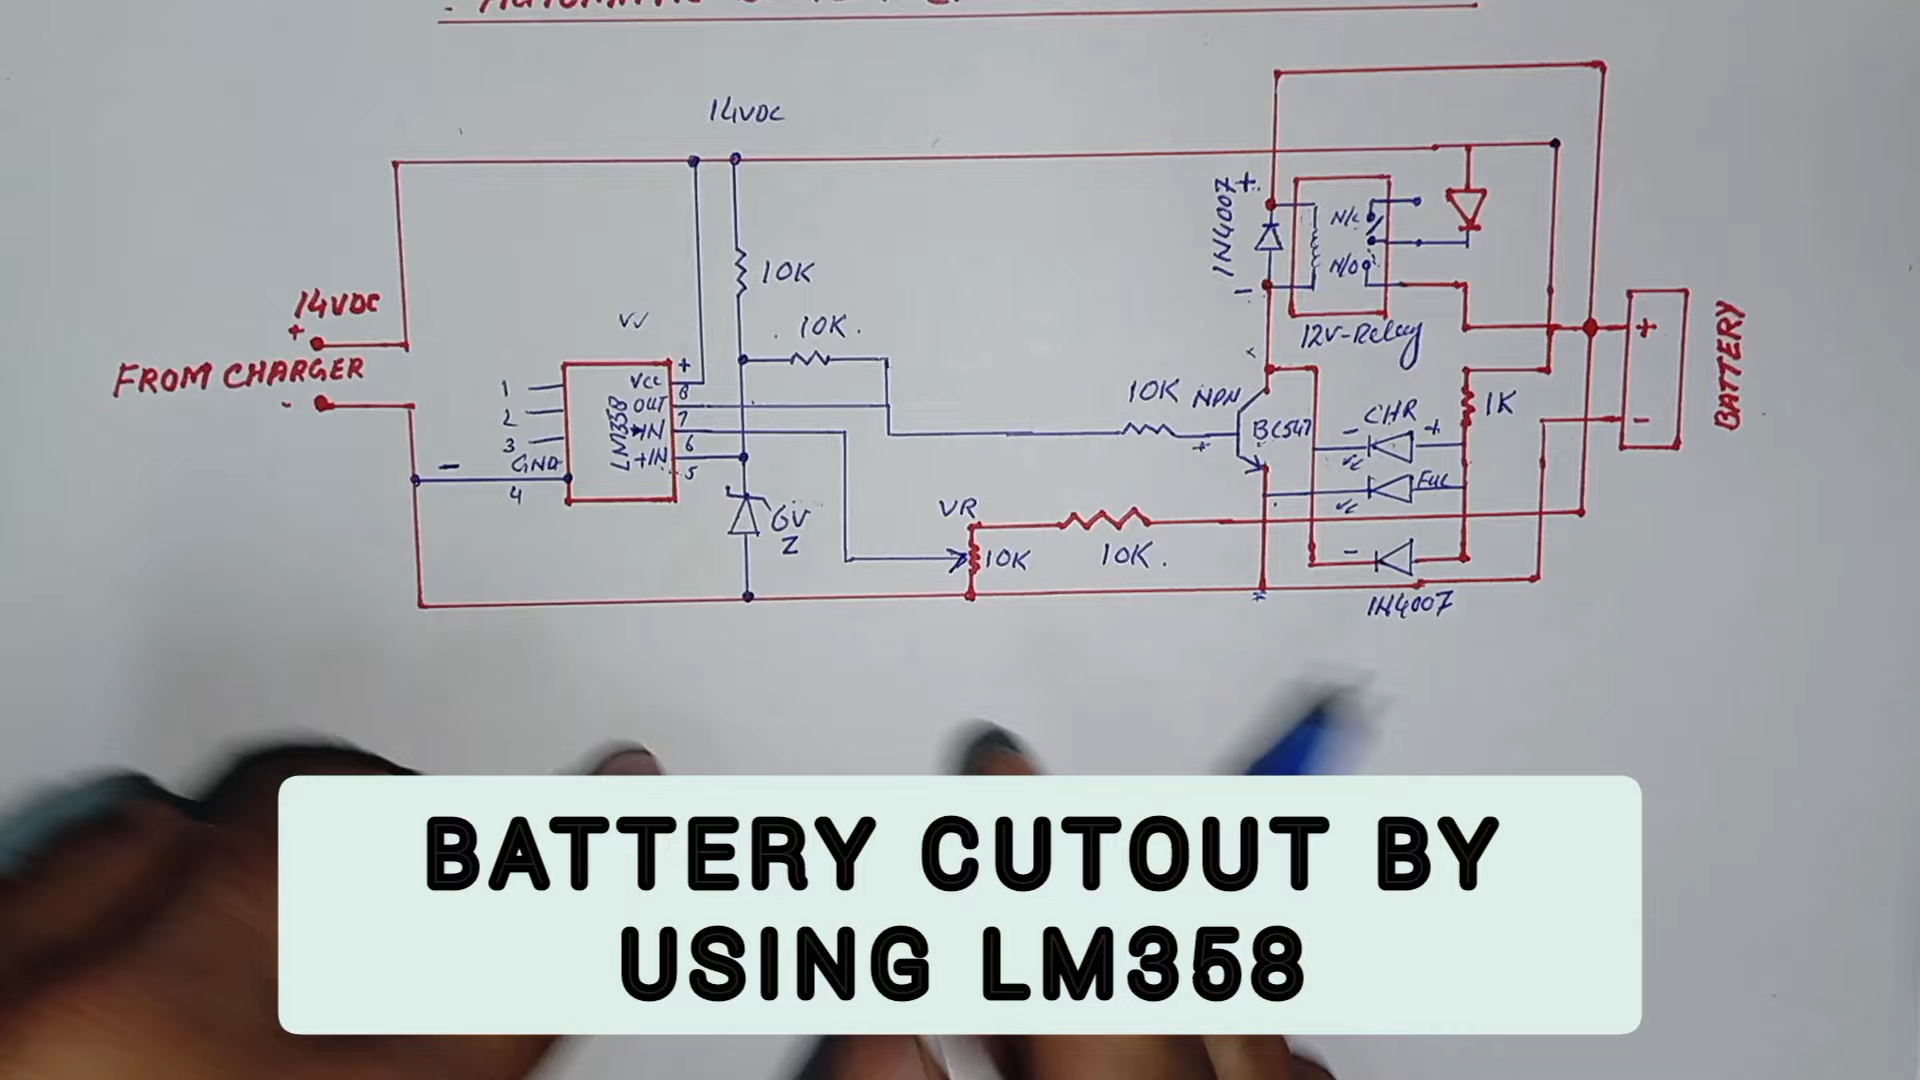 14VDC
1N4007
+
N/C
10K
N/O
14VDC
+
10K.
12V-Relay
+
FROM CHARGER
BATTERY
-
1
VCC
+
8
10K
NPN
CHR
1K
2
OUT
7
BC547
-
+
3
LM358
-IN
6
+
GND
+IN
5
Ful
-
4
6V
Z
VR
10K
10K.
-
1N4007
BATTERY CUTOUT BY
USING LM358